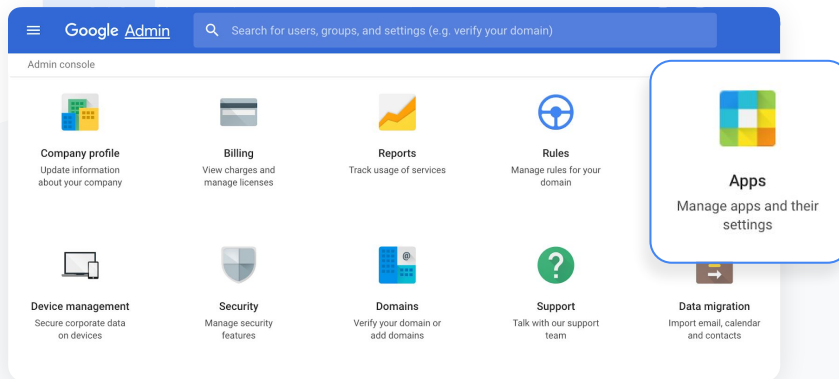 Google Admin
Search for users, groups, and settings (e.g. verify your domain)
Admin console
Company profile
Update information
about your company
Billing
View charges and
manage licenses
Reports
Track usage of services
Rules
Manage rules for your
domain
Apps
Manage apps and their
settings
Device management
Secure corporate data
on devices
Security
Manage security
features
@
Domains
Verify your domain or
add domains
?
Support
Talk with our support
team
Data migration
Import email, calendar
and contacts